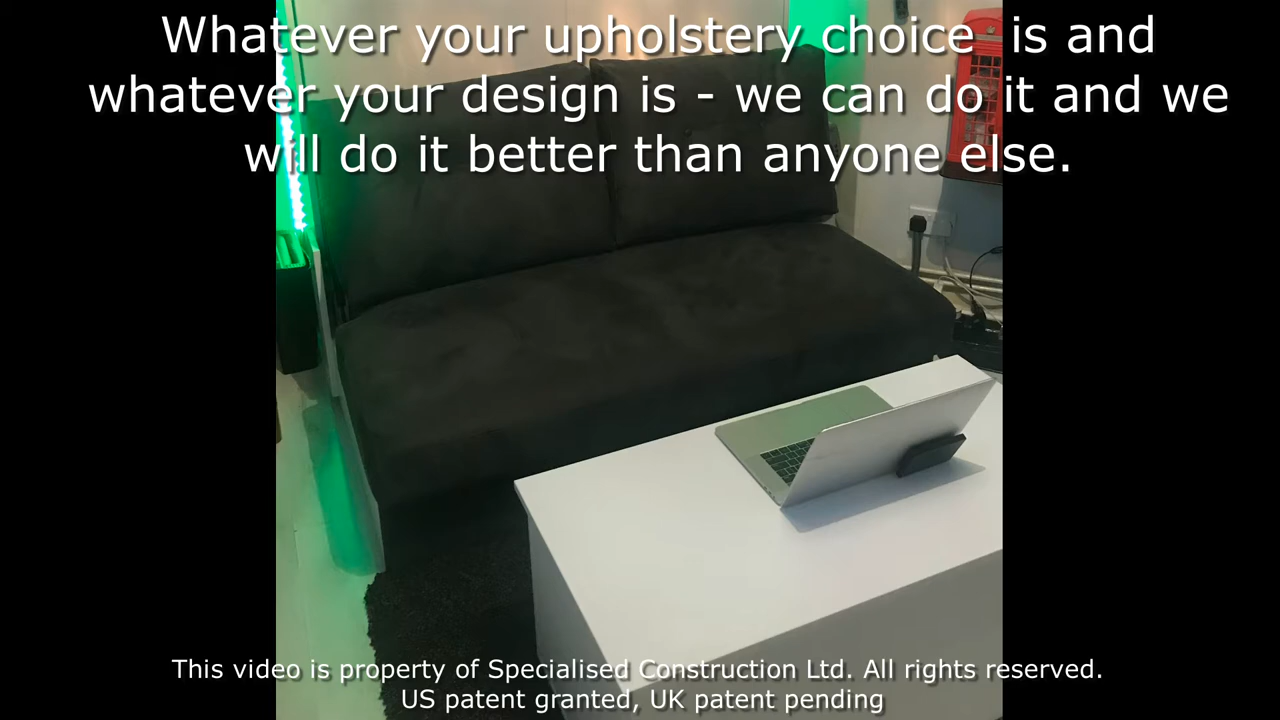 Whatever your upholstery choice is and
whatever your design is - we can do it and we
will do it better than anyone else.
This video is property of Specialised Construction Ltd. All rights reserved.
US patent granted, UK patent pending